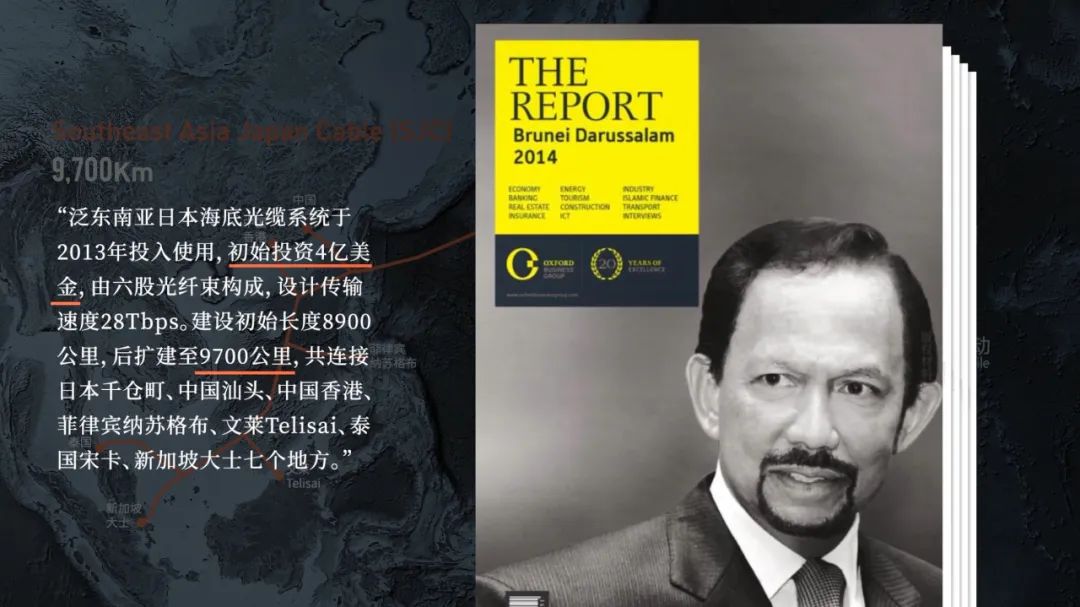 Southeast Asia Japan Cable (SJC)
9,700Km
中国
“泛东南亚日本海底光缆系统于
2013年投入使用, 初始投资4亿美
金, 由六股光纤束构成, 设计传输
速度28Tbps。建设初始长度8900
公里, 后扩建至9700公里, 共连接
日本千仓町、中国汕头、中国香港、
菲律宾纳苏格布、文莱Telisai、泰
国宋卡、新加坡大士七个地方。”
菲律宾
纳苏格布
泰国
Telisai
新加坡
大士
THE
REPORT
Brunei Darussalam
2014
ECONOMY
BANKING
REAL ESTATE
INSURANCE
ENERGY
TOURISM
CONSTRUCTION
ICT
INDUSTRY
ISLAMIC FINANCE
TRANSPORT
INTERVIEWS
OXFORD
BUSINESS
GROUP
20
YEARS OF
EXCELLENCE
www.oxfordbusinessgroup.com